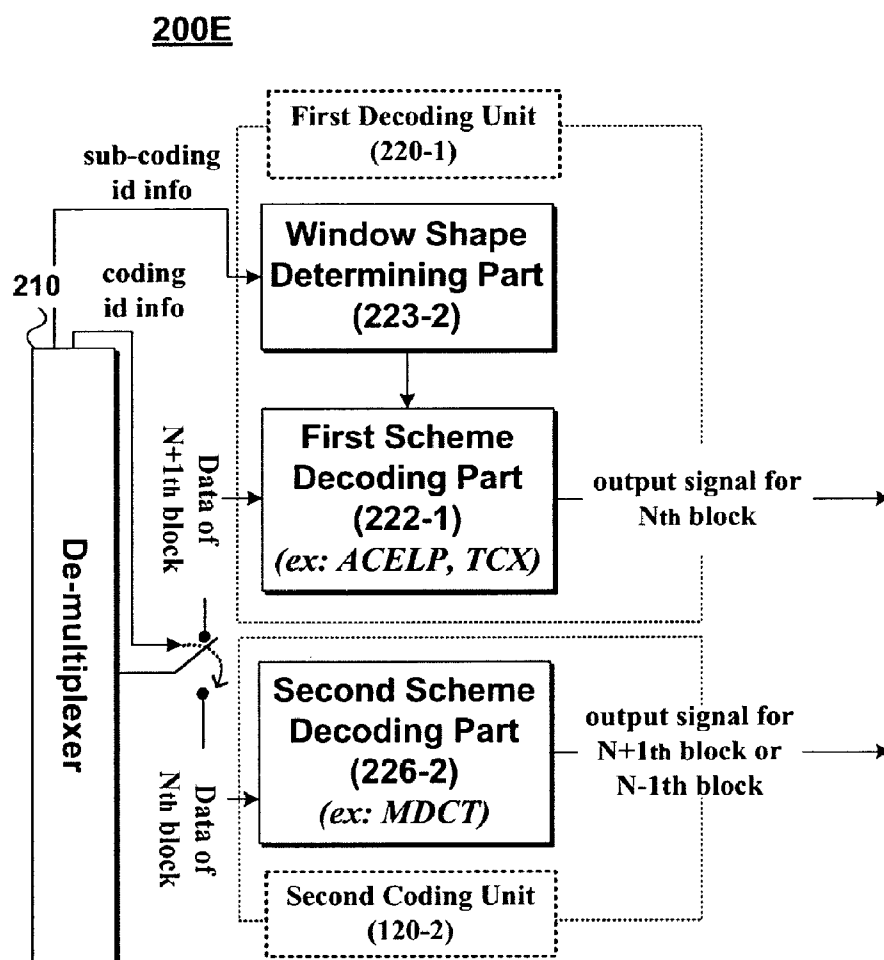 200E
First Decoding Unit
(220-1)
sub-coding
id info
Window Shape
Determining Part
(223-2)
210
coding
id info
First Scheme
Decoding Part
(222-1)
(ex: ACELP, TCX)
Data of
N+1th block
output signal for
Nth block
De-multiplexer
Second Scheme
Decoding Part
(226-2)
(ex: MDCT)
Data of
Nth block
output signal for
N+1th block or
N-1th block
Second Coding Unit
(120-2)